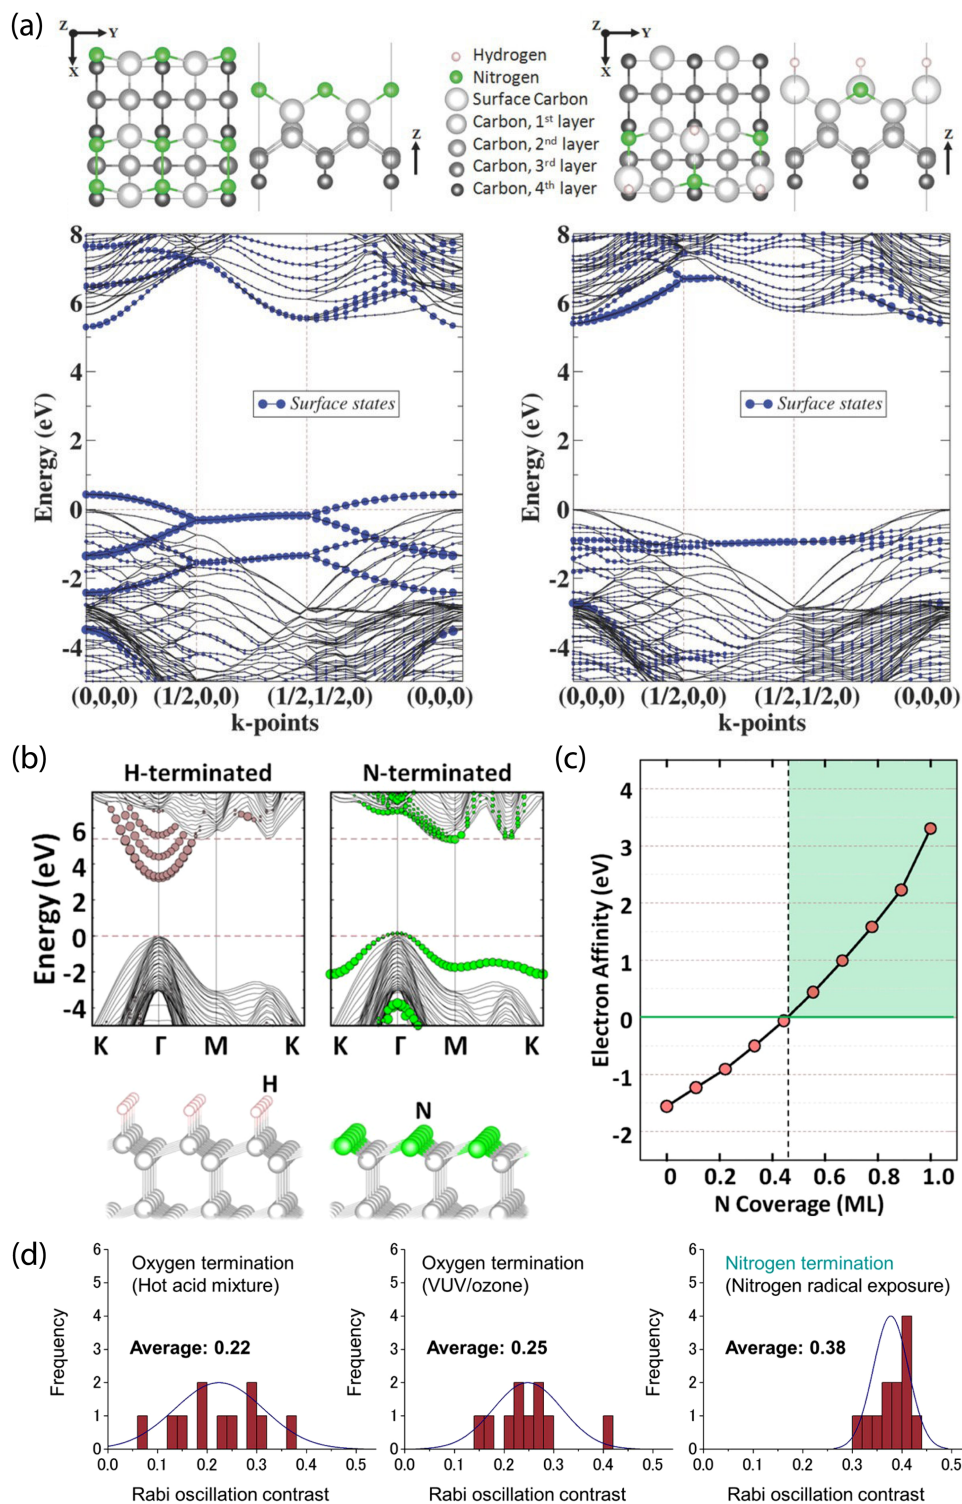 (a)
Z
Y
X
Z
Hydrogen
Nitrogen
Surface Carbon
Carbon, 1st layer
Carbon, 2nd layer
Carbon, 3rd layer
Carbon, 4th layer
Z
Y
X
Z
8
6
4
2
0
-2
-4
Energy (eV)
Surface states
(0,0,0) (1/2,0,0) (1/2,1/2,0) (0,0,0)
k-points
8
6
4
2
0
-2
-4
Energy (eV)
Surface states
(0,0,0) (1/2,0,0) (1/2,1/2,0) (0,0,0)
k-points
(b)
H-terminated
N-terminated
Energy (eV)
6
4
2
0
-2
-4
K Γ M K
6
4
2
0
-2
-4
K Γ M K
H
N
(c)
Electron Affinity (eV)
4
3
2
1
0
-1
-2
0 0.2 0.4 0.6 0.8 1.0
N Coverage (ML)
(d)
Oxygen termination
(Hot acid mixture)
Average: 0.22
Frequency
6
5
4
3
2
1
0
0.0 0.1 0.2 0.3 0.4 0.5
Rabi oscillation contrast
Oxygen termination
(VUV/ozone)
Average: 0.25
Frequency
6
5
4
3
2
1
0
0.0 0.1 0.2 0.3 0.4 0.5
Rabi oscillation contrast
Nitrogen termination
(Nitrogen radical exposure)
Average: 0.38
Frequency
6
5
4
3
2
1
0
0.0 0.1 0.2 0.3 0.4 0.5
Rabi oscillation contrast